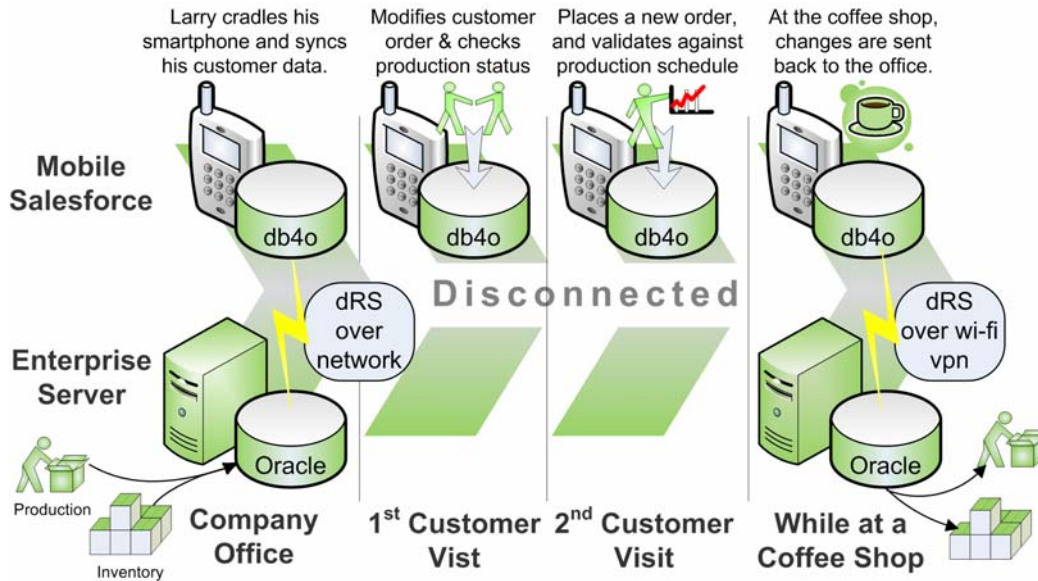 Larry cradles his
smartphone and syncs
his customer data.
Modifies customer
order & checks
production status
Places a new order,
and validates against
production schedule
At the coffee shop,
changes are sent
back to the office.
Mobile
Salesforce
db4o
db4o
db4o
db4o
Disconnected
dRS
over
network
dRS
over wi-fi
vpn
Enterprise
Server
Oracle
Oracle
Production
Inventory
Company
Office
1st Customer
Vist
2nd Customer
Visit
While at a
Coffee Shop